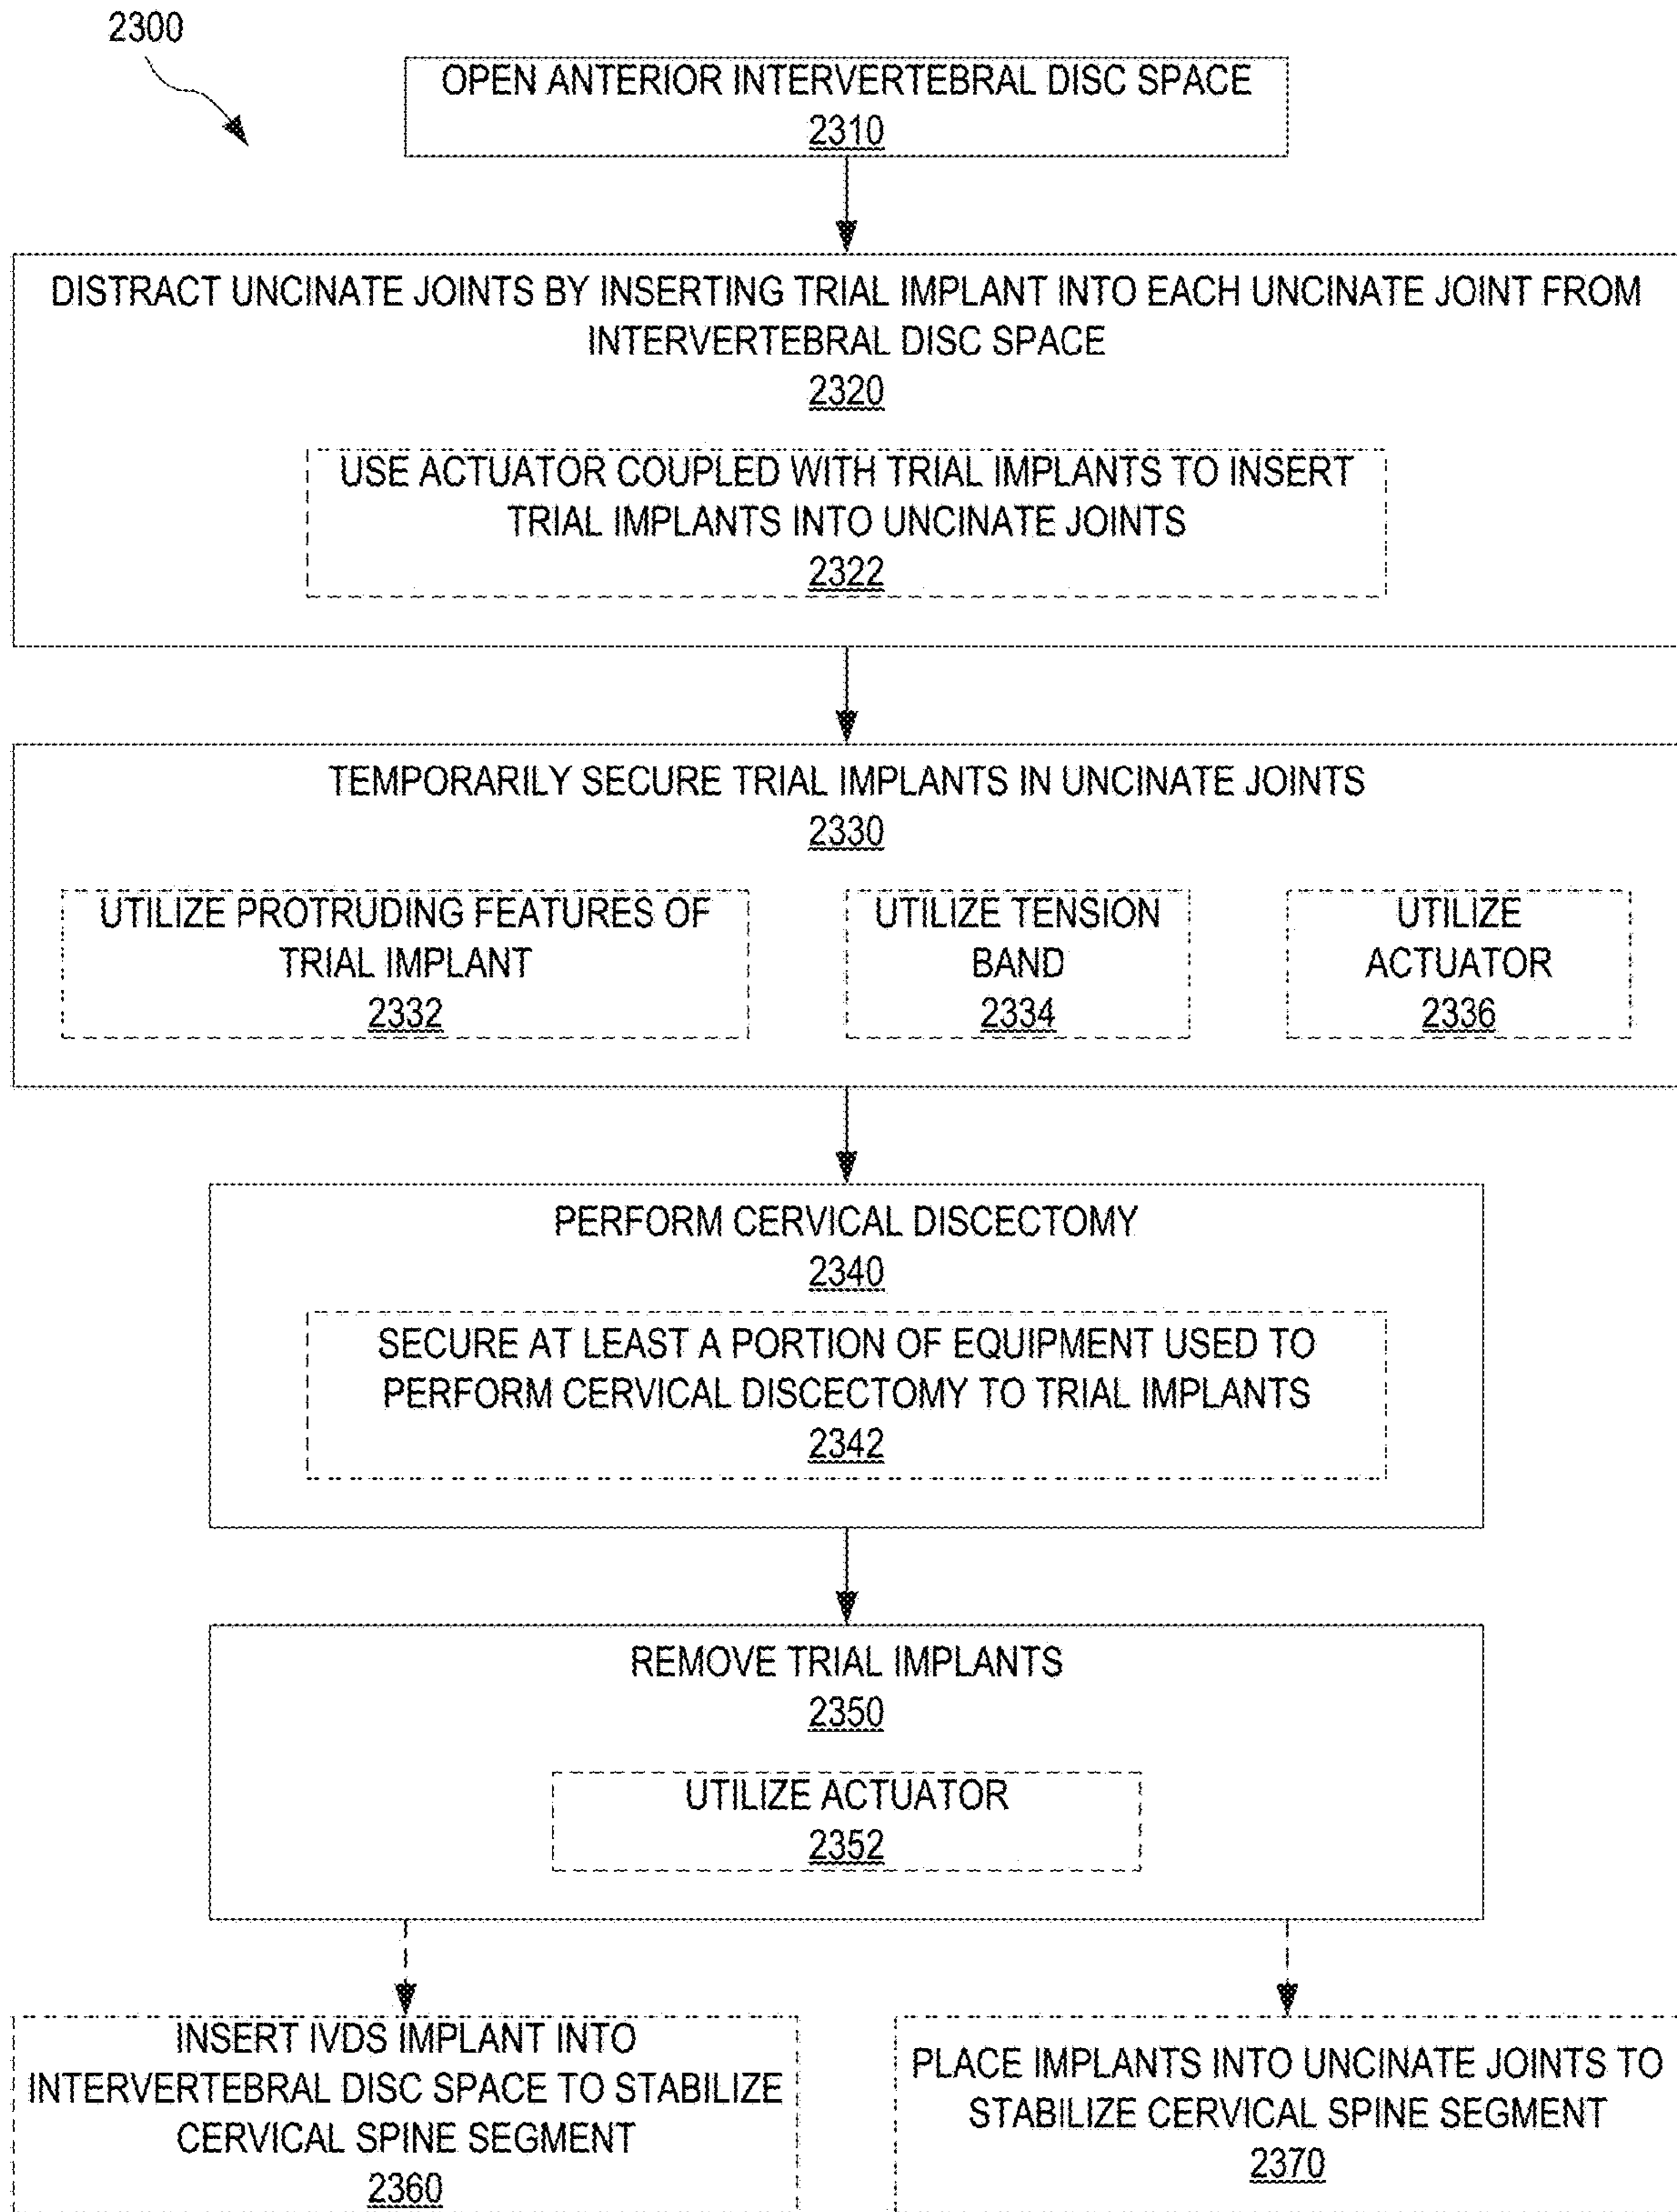 2300
OPEN ANTERIOR INTERVERTEBRAL DISC SPACE
2310
DISTRACT UNCINATE JOINTS BY INSERTING TRIAL IMPLANT INTO EACH UNCINATE JOINT FROM
INTERVERTEBRAL DISC SPACE
2320
USE ACTUATOR COUPLED WITH TRIAL IMPLANTS TO INSERT
TRIAL IMPLANTS INTO UNCINATE JOINTS
2322
TEMPORARILY SECURE TRIAL IMPLANTS IN UNCINATE JOINTS
2330
UTILIZE PROTRUDING FEATURES OF
TRIAL IMPLANT
2332
UTILIZE TENSION
BAND
2334
UTILIZE
ACTUATOR
2336
PERFORM CERVICAL DISCECTOMY
2340
SECURE AT LEAST A PORTION OF EQUIPMENT USED TO
PERFORM CERVICAL DISCECTOMY TO TRIAL IMPLANTS
2342
REMOVE TRIAL IMPLANTS
2350
UTILIZE ACTUATOR
2352
INSERT IVDS IMPLANT INTO
INTERVERTEBRAL DISC SPACE TO STABILIZE
CERVICAL SPINE SEGMENT
2360
PLACE IMPLANTS INTO UNCINATE JOINTS TO
STABILIZE CERVICAL SPINE SEGMENT
2370